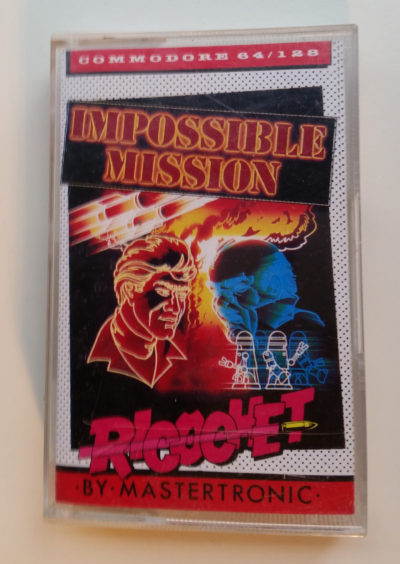 COMMODORE 64/128
IMPOSSIBLE
MISSION
RICOCHET
·BY·MASTERTRONIC·